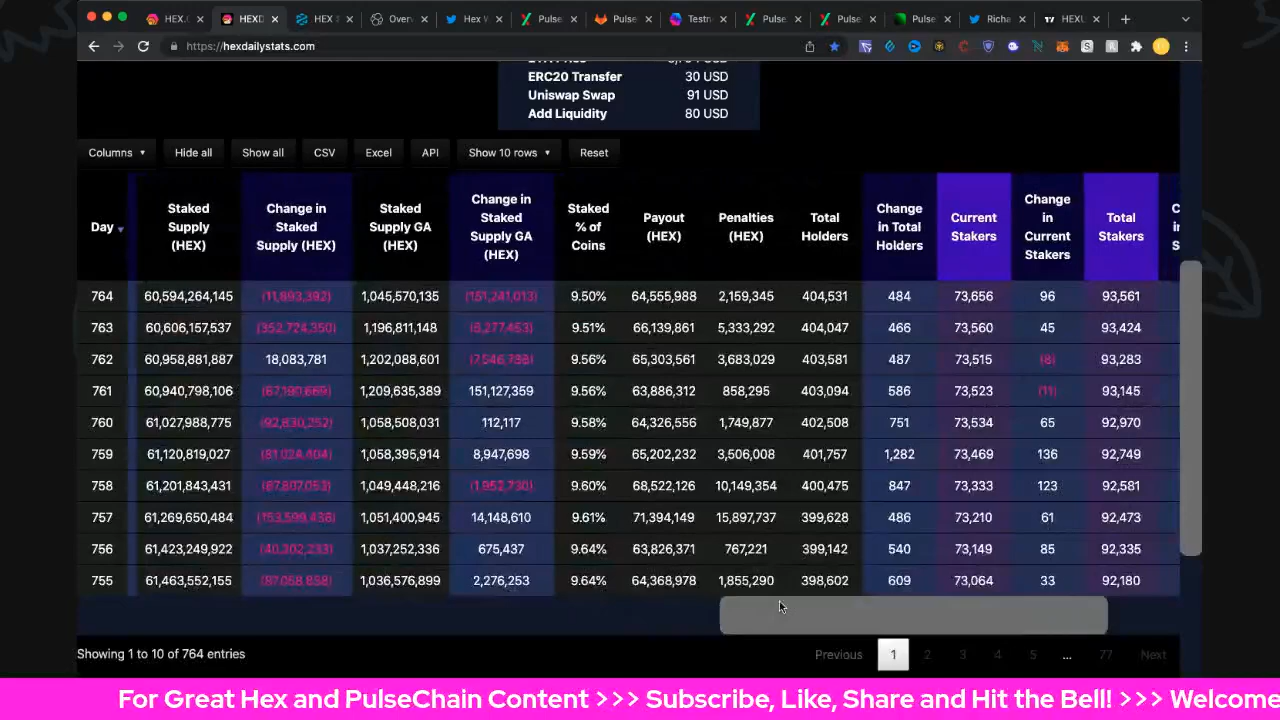 HEX.C
HEXD
HEX 
Overv
Hex V
Pulse
Pulse
Testn
Pulse
Pulse
Pulse
Richa
HEXU
https://hexdailystats.com
ERC20 Transfer 30 USD
Uniswap Swap 91 USD
Add Liquidity 80 USD
Columns Hide all Show all CSV Excel API Show 10 rows Reset
Day
Staked Supply (HEX)
Change in Staked Supply (HEX)
Staked Supply GA (HEX)
Change in Staked Supply GA (HEX)
Staked % of Coins
Payout (HEX)
Penalties (HEX)
Total Holders
Change in Total Holders
Current Stakers
Change in Current Stakers
Total Stakers
764 60,594,264,145 (11,893,392) 1,045,570,135 (151,241,013) 9.50% 64,555,988 2,159,345 404,531 484 73,656 96 93,561
763 60,606,157,537 (352,724,350) 1,196,811,148 9.51% 66,139,861 5,333,292 404,047 466 73,560 45 93,424
762 60,958,881,887 18,083,781 1,202,088,601 9.56% 65,303,561 3,683,029 403,581 487 73,515 (8) 93,283
761 60,940,798,106 1,209,635,389 151,127,359 9.56% 63,886,312 858,295 403,094 586 73,523 (11) 93,145
760 61,027,988,775 (92,830,252) 1,058,508,031 112,117 9.58% 64,326,556 1,749,877 402,508 751 73,534 65 92,970
759 61,120,819,027 (81,024,404) 1,058,395,914 8,947,698 9.59% 65,202,232 3,506,008 401,757 1,282 73,469 136 92,749
758 61,201,843,431 1,049,448,216 (1,952,730) 9.60% 68,522,126 10,149,354 400,475 847 73,333 123 92,581
757 61,269,650,484 (153,599,438) 1,051,400,945 14,148,610 9.61% 71,394,149 15,897,737 399,628 486 73,210 61 92,473
756 61,423,249,922 (40,302,233) 1,037,252,336 675,437 9.64% 63,826,371 767,221 399,142 540 73,149 85 92,335
755 61,463,552,155 1,036,576,899 2,276,253 9.64% 64,368,978 1,855,290 398,602 609 73,064 33 92,180
Showing 1 to 10 of 764 entries
Previous 1 2 3 4 5 ... 77 Next
For Great Hex and PulseChain Content >>> Subscribe, Like, Share and Hit the Bell! >>> Welcome